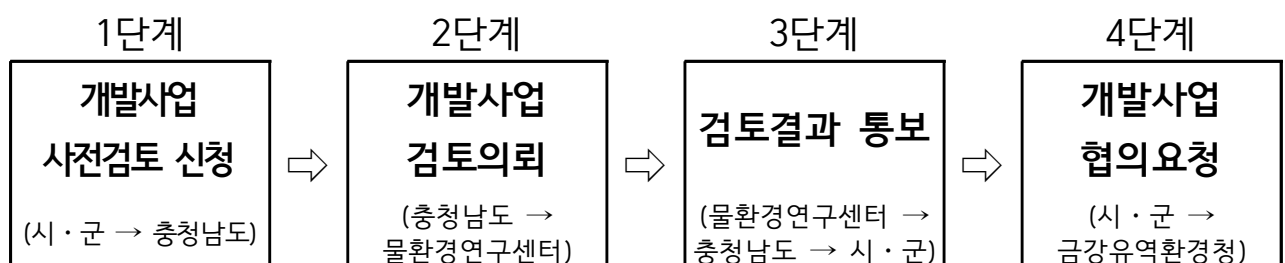 1단계
개발사업
사전검토 신청
(시・군 → 충청남도)
2단계
개발사업
검토의뢰
(충청남도 →
물환경연구센터)
3단계
검토결과 통보
(물환경연구센터 →
충청남도 → 시・군)
4단계
개발사업
협의요청
(시・군 →
금강유역환경청)